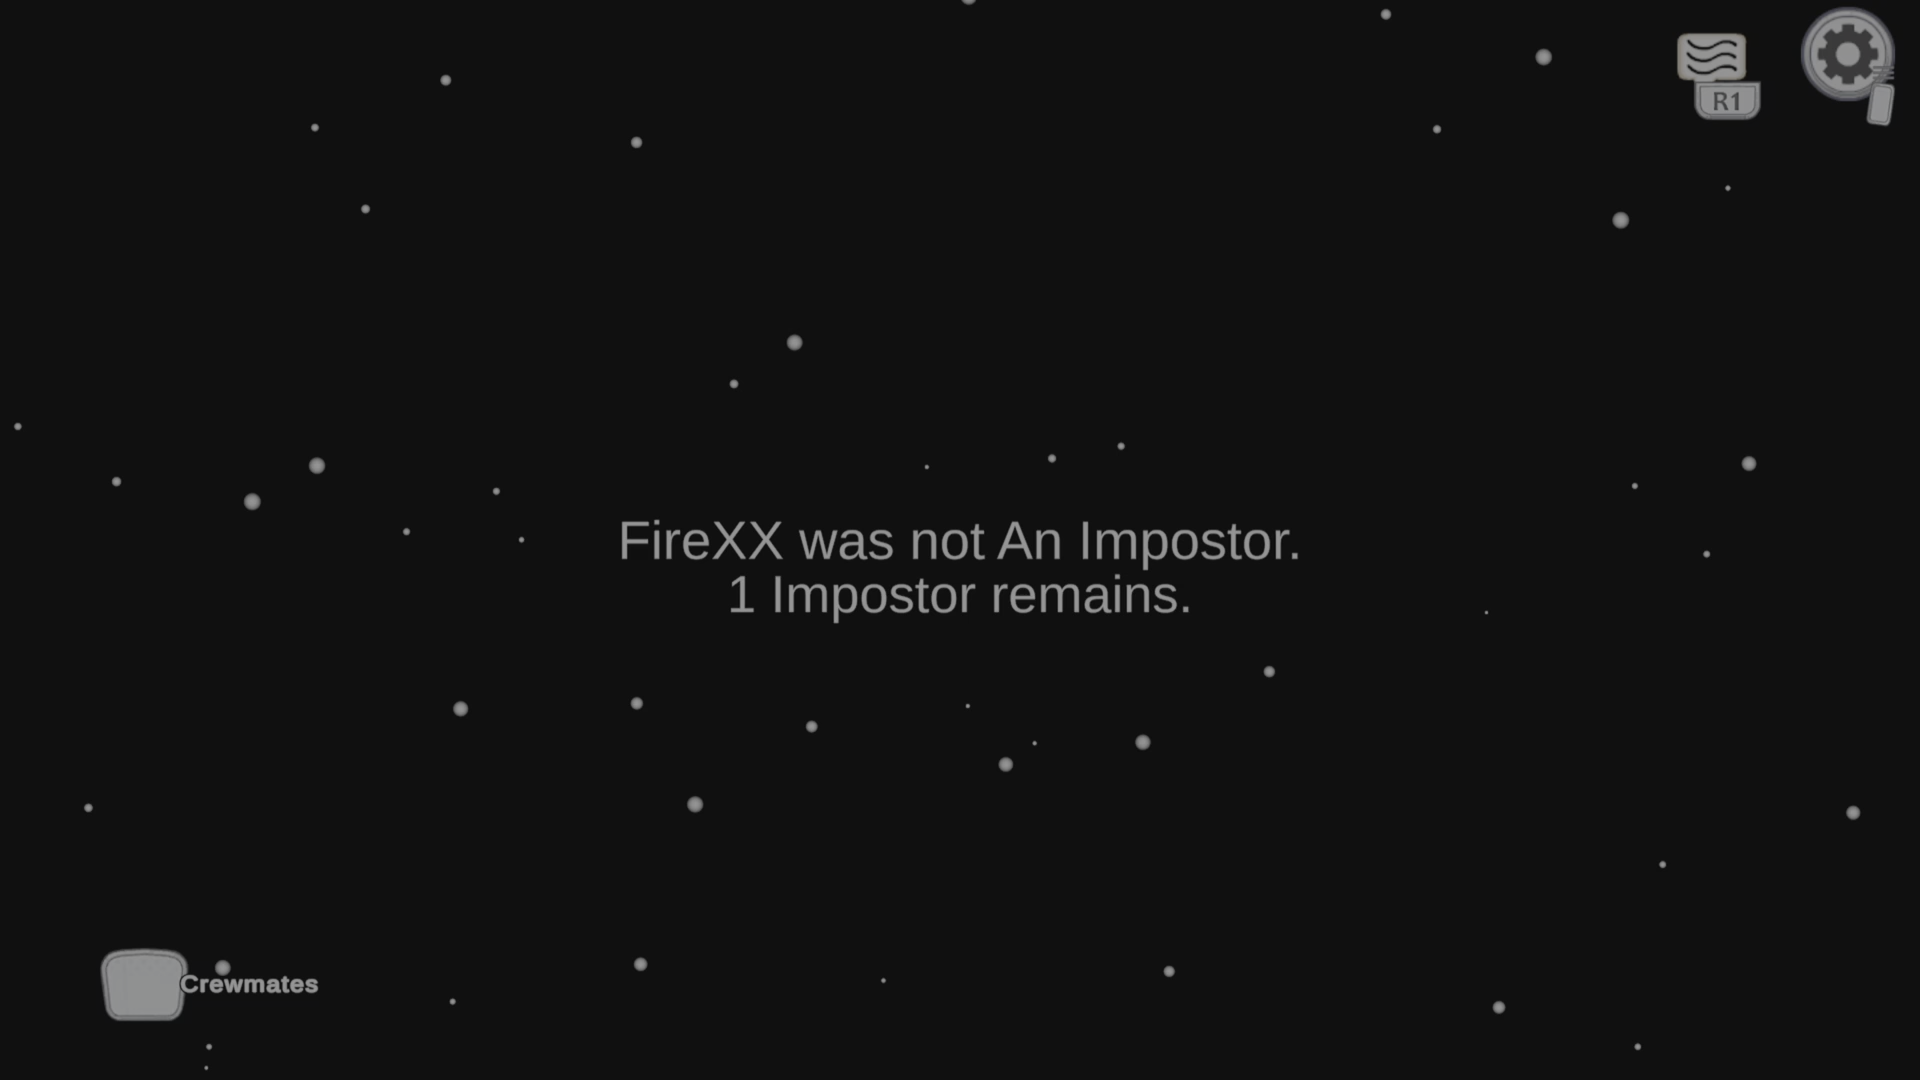 R1
FireXX was not An Impostor.
1 Impostor remains.
Crewmates